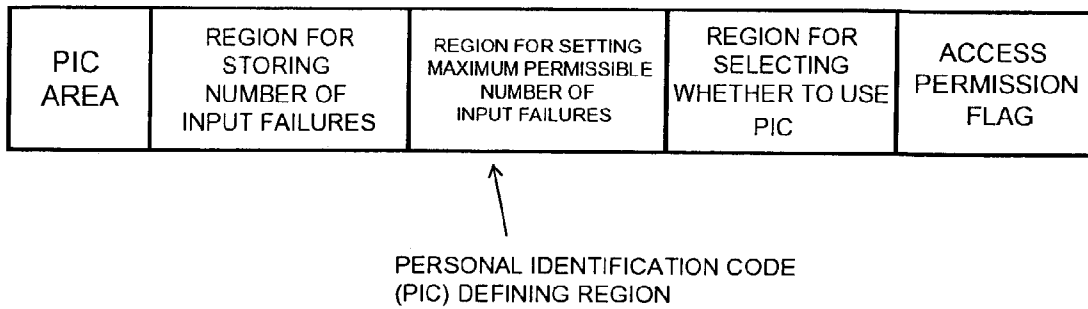 PIC
AREA
REGION FOR
STORING
NUMBER OF
INPUT FAILURES
REGION FOR SETTING
MAXIMUM PERMISSIBLE
NUMBER OF
INPUT FAILURES
REGION FOR
SELECTING
WHETHER TO USE
PIC
ACCESS
PERMISSION
FLAG
PERSONAL IDENTIFICATION CODE
(PIC) DEFINING REGION